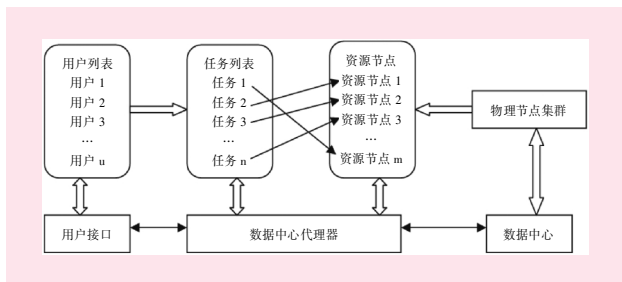 用户列表
用户 1
用户 2
用户 3
…
用户 u
任务列表
任务 1
任务 2
任务 3
…
任务 n
资源节点
资源节点 1
资源节点 2
资源节点 3
…
资源节点 m
物理节点集群
用户接口
数据中心代理器
数据中心